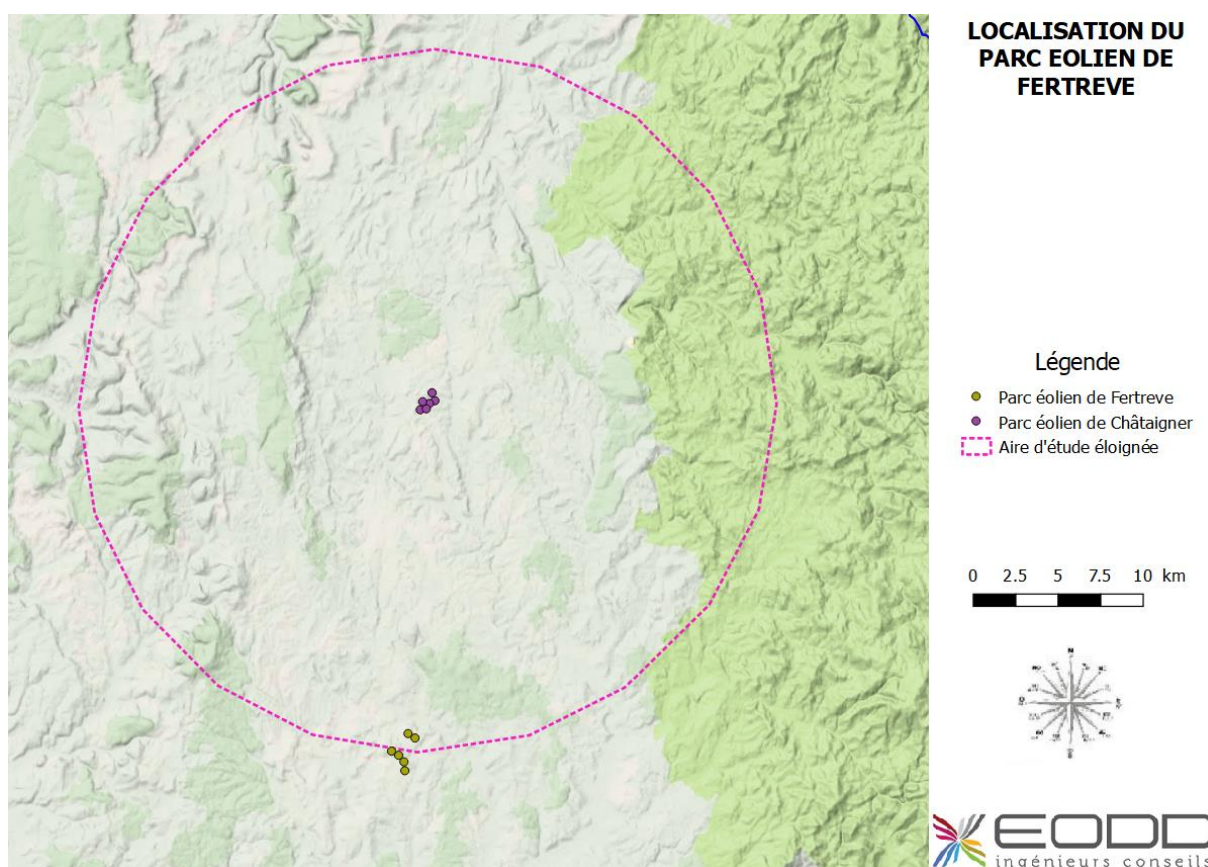 LOCALISATION DU
PARC EOLIEN DE
FERTREVE
Légende
Parc éolien de Fertreve
Parc éolien de Châtaigner
Aire d'étude éloignée
0 2.5 5 7.5 10 km
N
EODD
ingénieurs conseils